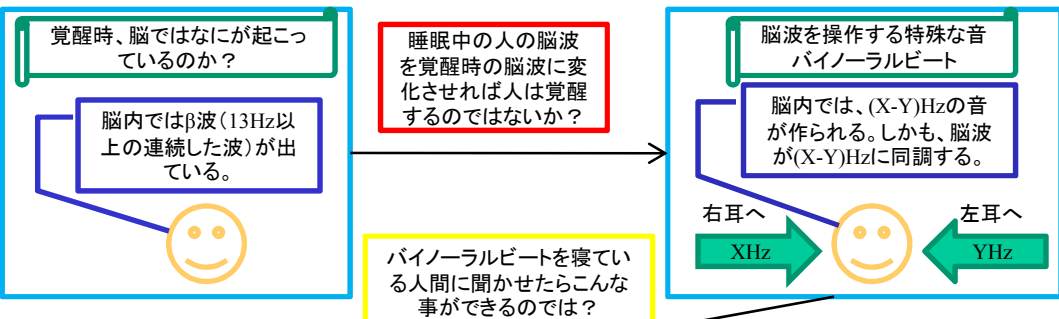 覚醒時、脳ではなにが起こっ
ているのか？
脳内ではβ波（13Hz以
上の連続した波）が出
ている。
睡眠中の人の脳波
を覚醒時の脳波に変
化させれば人は覚醒
するのではないか？
脳波を操作する特殊な音
バイノーラルビート
脳内では、(X-Y)Hzの音
が作られる。しかも、脳波
が(X-Y)Hzに同調する。
右耳へ
左耳へ
XHz
YHz
バイノーラルビートを寝てい
る人間に聞かせたらこんな
事ができるのでは？